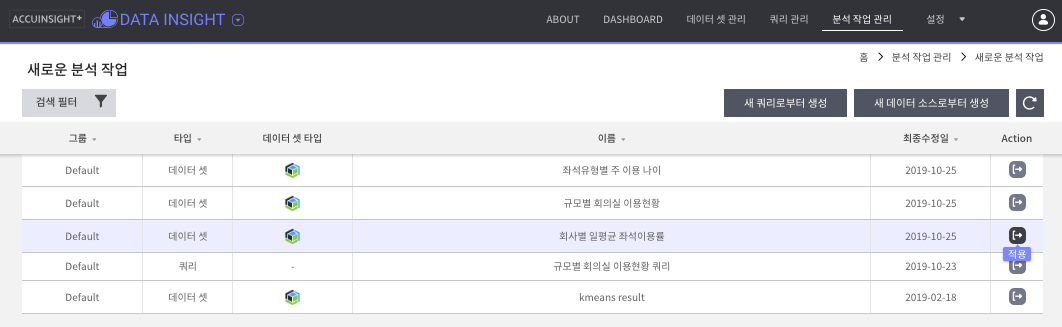 ACCUINSIGHT+ DATA INSIGHT ABOUT DASHBOARD 데이터 셋 관리 쿼리 관리 분석 작업 관리 설정
홈 > 분석 작업 관리 > 새로운 분석 작업
새로운 분석 작업
검색 필터 새 쿼리로부터 생성 새 데이터 소스로부터 생성
그룹 타입 데이터 셋 타입 이름 최종수정일 Action
Default 데이터 셋 좌석유형별 주 이용 나이 2019-10-25
Default 데이터 셋 규모별 회의실 이용현황 2019-10-25
Default 데이터 셋 회사별 일평균 좌석이용률 2019-10-25
적용
Default 쿼리 - 규모별 회의실 이용현황 쿼리 2019-10-23
Default 데이터 셋 kmeans result 2019-02-18